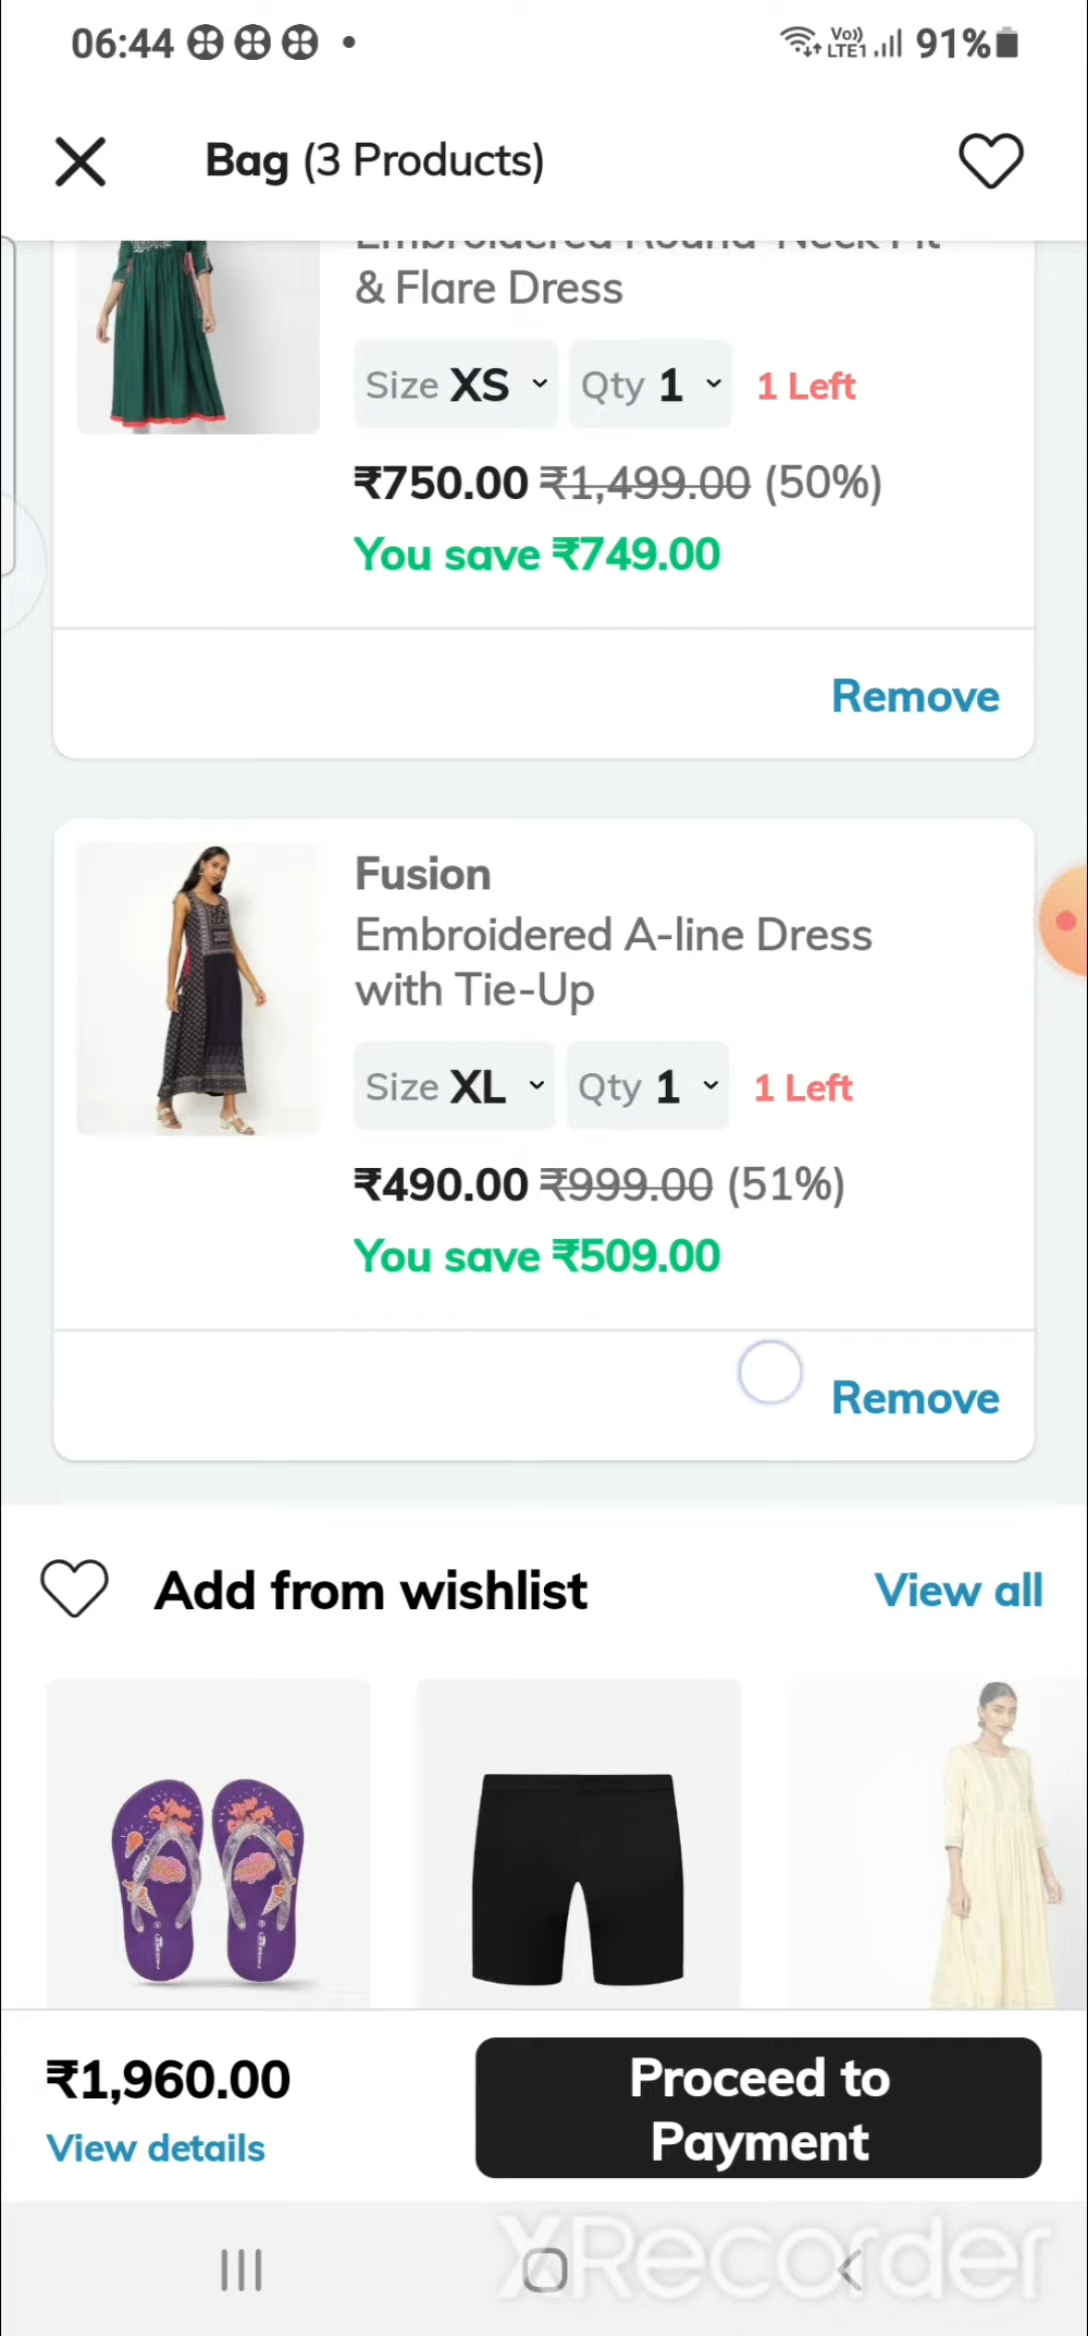 06:44
Vo)) LTE1 91%
Bag (3 Products)
Embroidered Round-Neck Fit
& Flare Dress
Size XS Qty 1 1 Left
₹750.00 ₹1,499.00 (50%)
You save ₹749.00
Remove
Fusion
Embroidered A-line Dress
with Tie-Up
Size XL Qty 1 1 Left
₹490.00 ₹999.00 (51%)
You save ₹509.00
Remove
Add from wishlist View all
₹1,960.00
View details
Proceed to
Payment
XRecorder